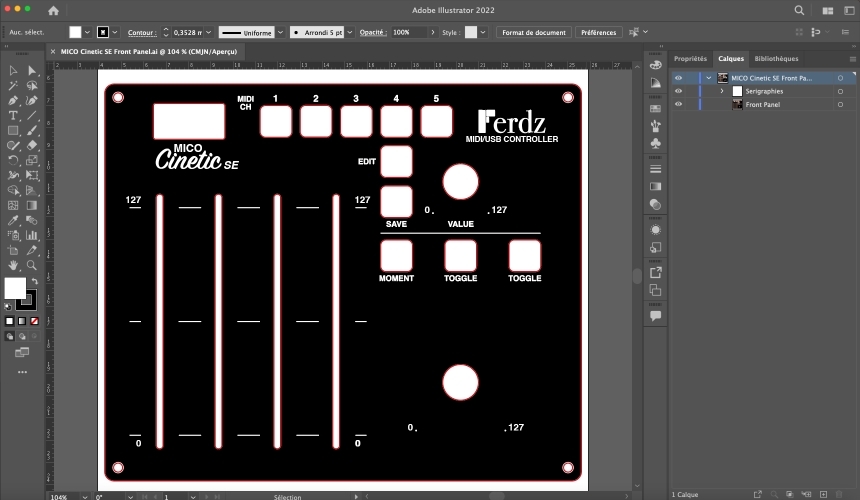 Adobe Illustrator 2022
Auc. sélect.
Contour :
0,3528 m
Uniforme
Arrondi 5 pt
Opacité :
100%
Style :
Format de document
Préférences
MICO Cinetic SE Front Panel.ai @ 104 % (CMJN/Aperçu)
Propriétés
Calques
Bibliothèques
MICO Cinetic SE Front Pa...
Serigraphies
Front Panel
MIDI
CH
1
2
3
4
5
Ferdz
MIDI/USB CONTROLLER
MICO
Cinetic SE
EDIT
127
127
0
127
SAVE
VALUE
MOMENT
TOGGLE
TOGGLE
0
127
0
0
104%
0°
1
Sélection
1 Calque